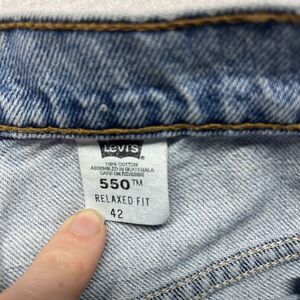 Levi's
100% COTTON
ASSEMBLED IN GUATEMALA
CARE ON REVERSE
550™
RELAXED FIT
42